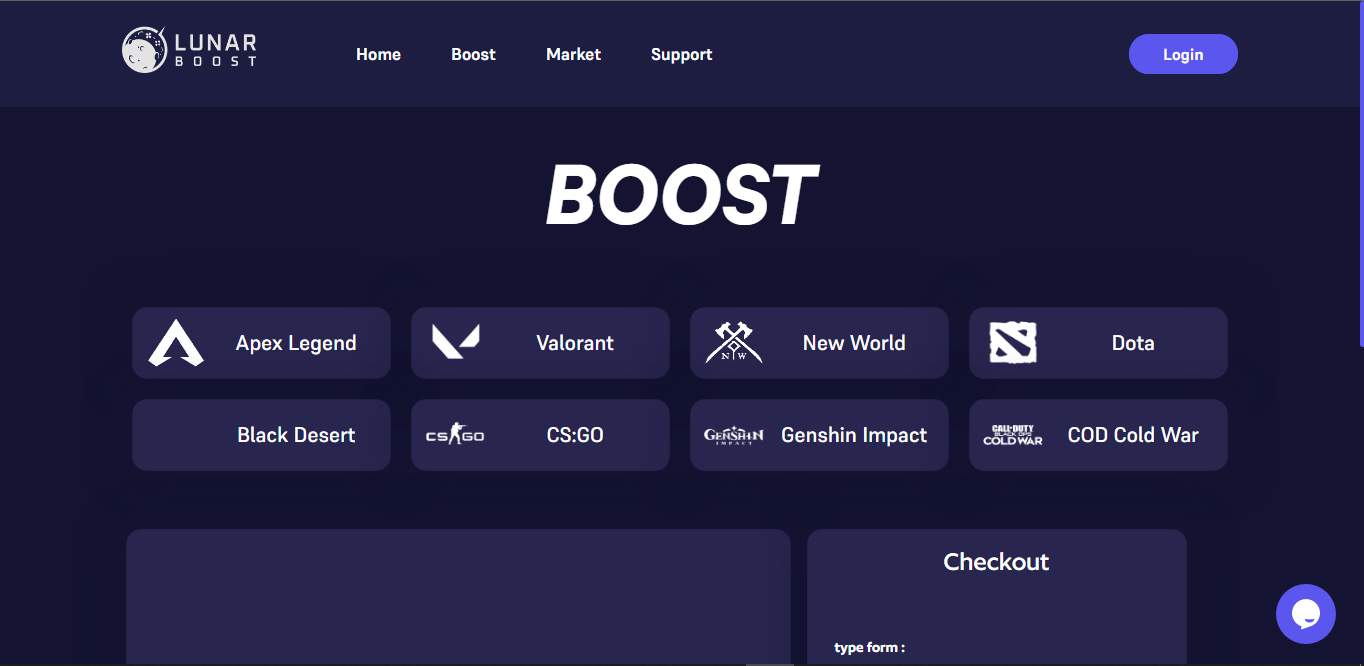 LUNAR
BOOST
Home
Boost
Market
Support
Login
BOOST
Apex Legend
Valorant
N W
New World
Dota
Black Desert
CS GO
CS:GO
GENSHIN
IMPACT
Genshin Impact
CALL OF DUTY
BLACK OPS
COLD WAR
COD Cold War
Checkout
type form :